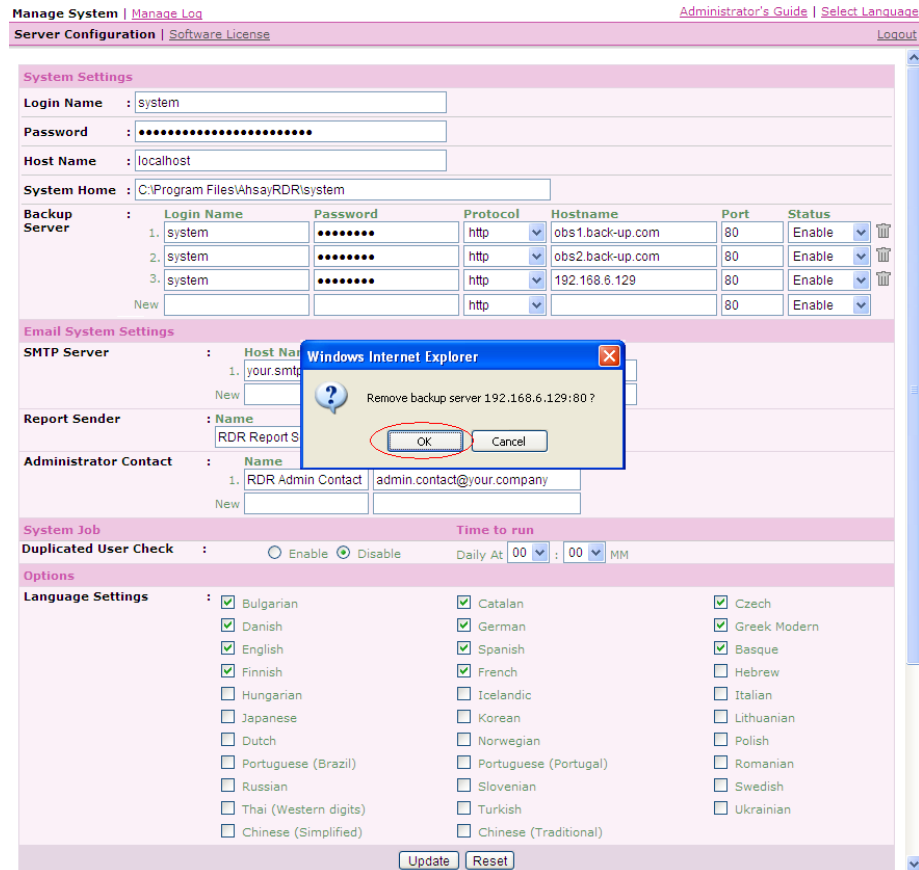 Manage System | Manage Log Administrator's Guide | Select Language
Server Configuration | Software License Logout
System Settings
Login Name : system
Password : ●●●●●●●●●●●●●●●●●●●●●●●●
Host Name : localhost
System Home : C:\Program Files\AhsayRDR\system
Backup Server : Login Name Password Protocol Hostname Port Status
1. system ●●●●●●●● http obs1.back-up.com 80 Enable
2. system ●●●●●●●● http obs2.back-up.com 80 Enable
3. system ●●●●●●●● http 192.168.6.129 80 Enable
New http 80 Enable
Email System Settings
SMTP Server : Host Nar
1. your.smtp
New
Windows Internet Explorer
Remove backup server 192.168.6.129:80 ?
OK Cancel
Report Sender : Name
RDR Report S
Administrator Contact : Name
1. RDR Admin Contact admin.contact@your.company
New
System Job Time to run
Duplicated User Check : Enable Disable Daily At 00 : 00 MM
Options
Language Settings : Bulgarian Catalan Czech
Danish German Greek Modern
English Spanish Basque
Finnish French Hebrew
Hungarian Icelandic Italian
Japanese Korean Lithuanian
Dutch Norwegian Polish
Portuguese (Brazil) Portuguese (Portugal) Romanian
Russian Slovenian Swedish
Thai (Western digits) Turkish Ukrainian
Chinese (Simplified) Chinese (Traditional)
Update Reset